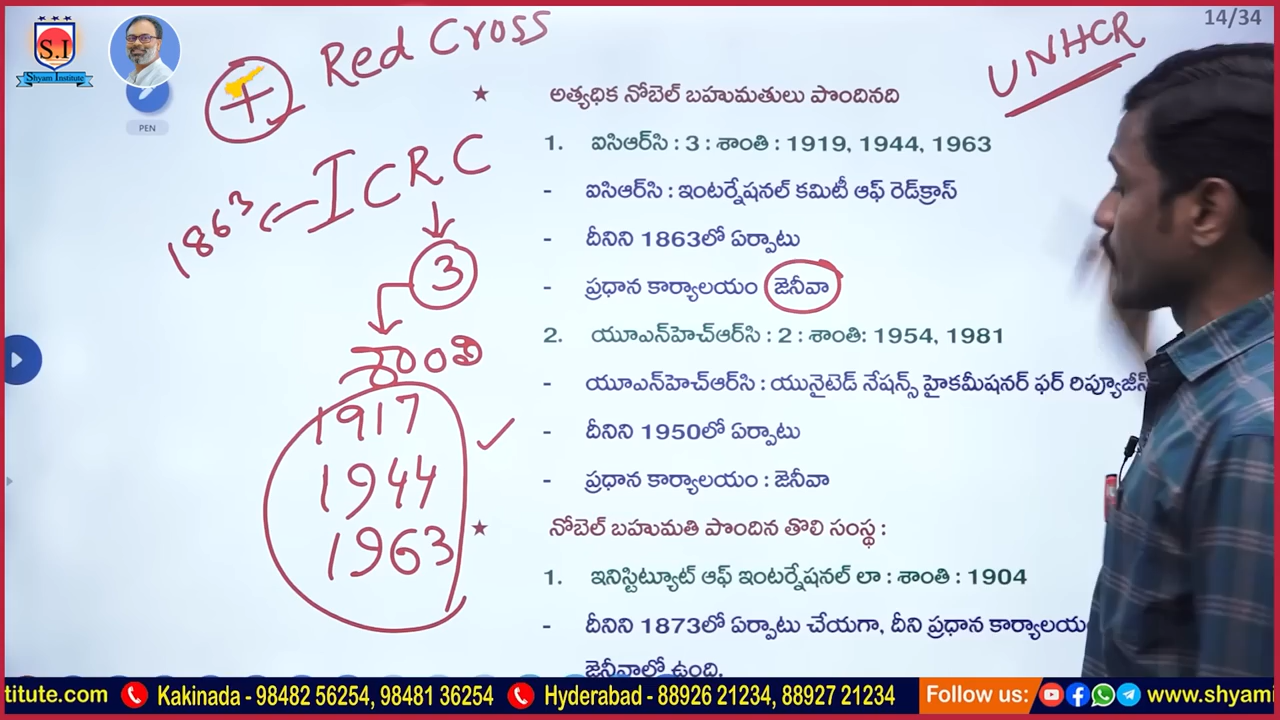 14/34
S.I
Shyam Institute
PEN
Red Cross
UNHCR
ICRC
1863
3
శాంతి
1917
1944
1963
★ అత్యధిక నోబెల్ బహుమతులు పొందినది
1. ఐసిఆర్‌సి : 3 : శాంతి : 1919, 1944, 1963
- ఐసిఆర్‌సి : ఇంటర్నేషనల్ కమిటీ ఆఫ్ రెడ్‌క్రాస్
- దీనిని 1863లో ఏర్పాటు
- ప్రధాన కార్యాలయం జెనీవా
2. యూఎన్‌హెచ్‌ఆర్‌సి : 2 : శాంతి: 1954, 1981
- యూఎన్‌హెచ్‌ఆర్‌సి : యునైటెడ్ నేషన్స్ హైకమీషనర్ ఫర్ రిఫ్యూజీస్
- దీనిని 1950లో ఏర్పాటు
- ప్రధాన కార్యాలయం : జెనీవా
★ నోబెల్ బహుమతి పొందిన తొలి సంస్థ :
1. ఇనిస్టిట్యూట్ ఆఫ్ ఇంటర్నేషనల్ లా : శాంతి : 1904
- దీనిని 1873లో ఏర్పాటు చేయగా, దీని ప్రధాన కార్యాలయ
జెనీవాలో ఉంది.
titute.com Kakinada - 98482 56254, 98481 36254 Hyderabad - 88926 21234, 88927 21234 Follow us: www.shyami